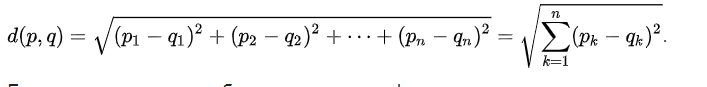 d(p, q) = √((p₁ − q₁)² + (p₂ − q₂)² + ⋯ + (pₙ − qₙ)²) = √(∑ₖ₌₁ⁿ (pₖ − qₖ)²).